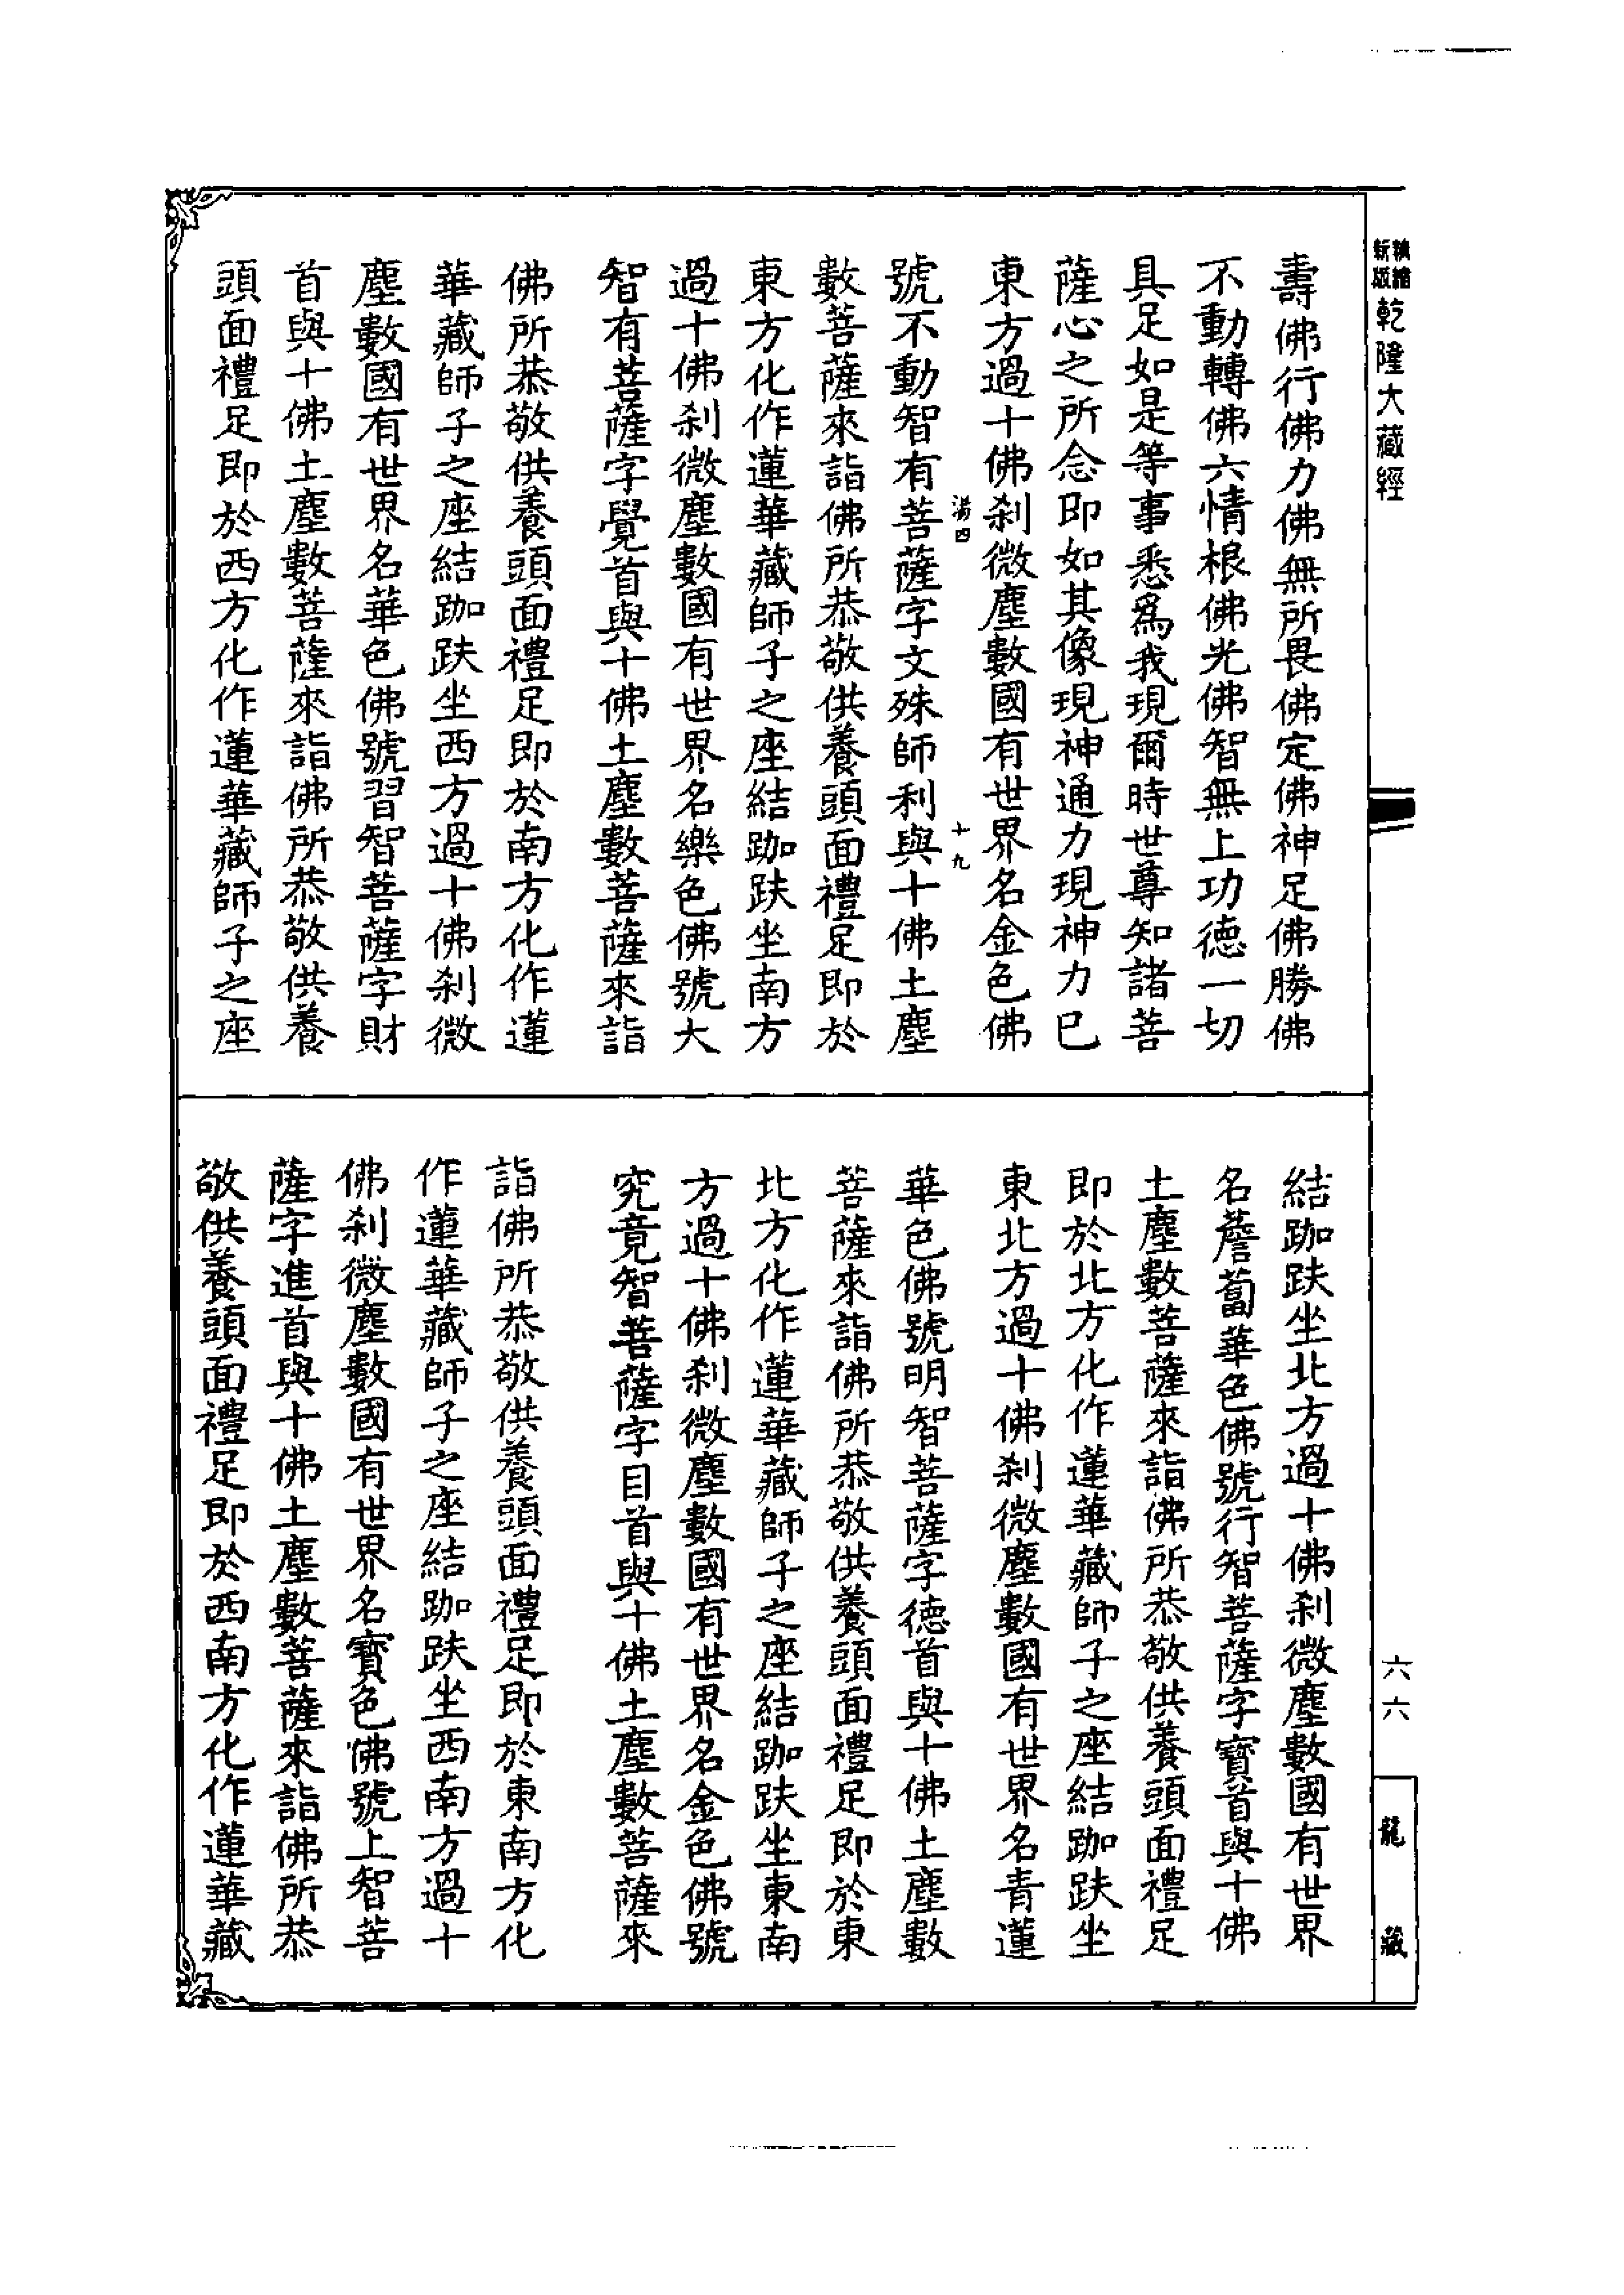 精縮
新版
乾隆大藏經
壽佛行佛力佛無所畏佛定佛神足佛勝佛
不動轉佛六情根佛光佛智無上功德一切
具足如是等事悉爲我現爾時世尊知諸菩
薩心之所念即如其像現神通力現神力已
東方過十佛刹微塵數國有世界名金色佛
湯四
十九
號不動智有菩薩字文殊師利與十佛土塵
數菩薩來詣佛所恭敬供養頭面禮足即於
東方化作蓮華藏師子之座結跏趺坐南方
過十佛刹微塵數國有世界名樂色佛號大
智有菩薩字覺首與十佛土塵數菩薩來詣
佛所恭敬供養頭面禮足即於南方化作蓮
華藏師子之座結跏趺坐西方過十佛刹微
塵數國有世界名華色佛號習智菩薩字財
首與十佛土塵數菩薩來詣佛所恭敬供養
頭面禮足即於西方化作蓮華藏師子之座
結跏趺坐北方過十佛刹微塵數國有世界
名薝蔔華色佛號行智菩薩字寶首與十佛
土塵數菩薩來詣佛所恭敬供養頭面禮足
即於北方化作蓮華藏師子之座結跏趺坐
東北方過十佛刹微塵數國有世界名青蓮
華色佛號明智菩薩字德首與十佛土塵數
菩薩來詣佛所恭敬供養頭面禮足即於東
北方化作蓮華藏師子之座結跏趺坐東南
方過十佛刹微塵數國有世界名金色佛號
究竟智菩薩字目首與十佛土塵數菩薩來
詣佛所恭敬供養頭面禮足即於東南方化
作蓮華藏師子之座結跏趺坐西南方過十
佛刹微塵數國有世界名寶色佛號上智菩
薩字進首與十佛土塵數菩薩來詣佛所恭
敬供養頭面禮足即於西南方化作蓮華藏
六六
龍藏